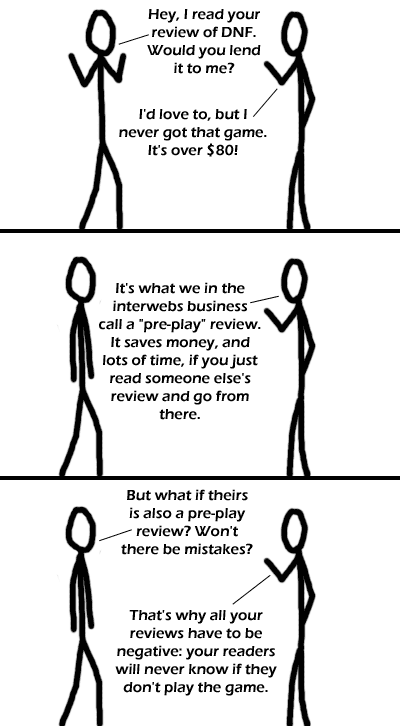 Hey, I read your
review of DNF.
Would you lend
it to me?
I'd love to, but I
never got that game.
It's over $80!
It's what we in the
interwebs business
call a "pre-play" review.
It saves money, and
lots of time, if you just
read someone else's
review and go from
there.
But what if theirs
is also a pre-play
review? Won't
there be mistakes?
That's why all your
reviews have to be
negative: your readers
will never know if they
don't play the game.